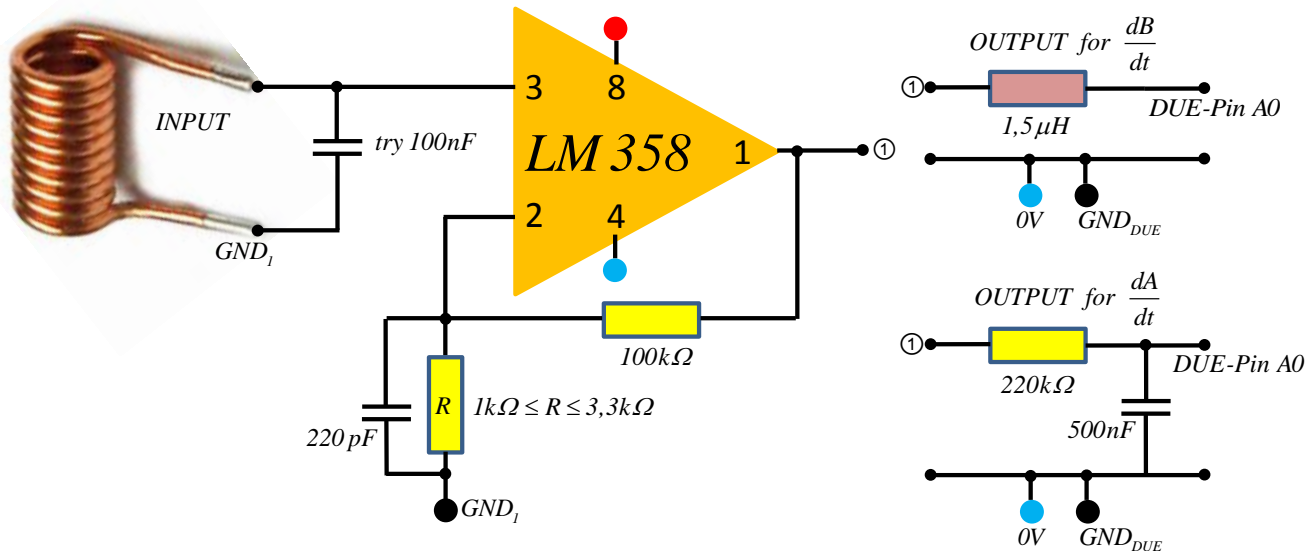 INPUT
try 100nF
GND₁
3
8
LM 358
1
2
4
①
100kΩ
R
1kΩ ≤ R ≤ 3,3kΩ
220 pF
GND₁
OUTPUT for dB/dt
①
1,5 μH
DUE-Pin A0
0V
GND_DUE
OUTPUT for dA/dt
①
220kΩ
DUE-Pin A0
500nF
0V
GND_DUE